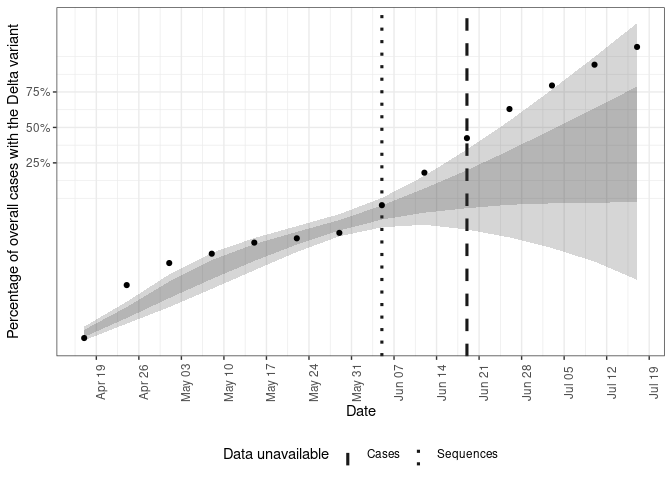 Percentage of overall cases with the Delta variant
75%
50%
25%
Apr 19
Apr 26
May 03
May 10
May 17
May 24
May 31
Jun 07
Jun 14
Jun 21
Jun 28
Jul 05
Jul 12
Jul 19
Date
Data unavailable Cases Sequences